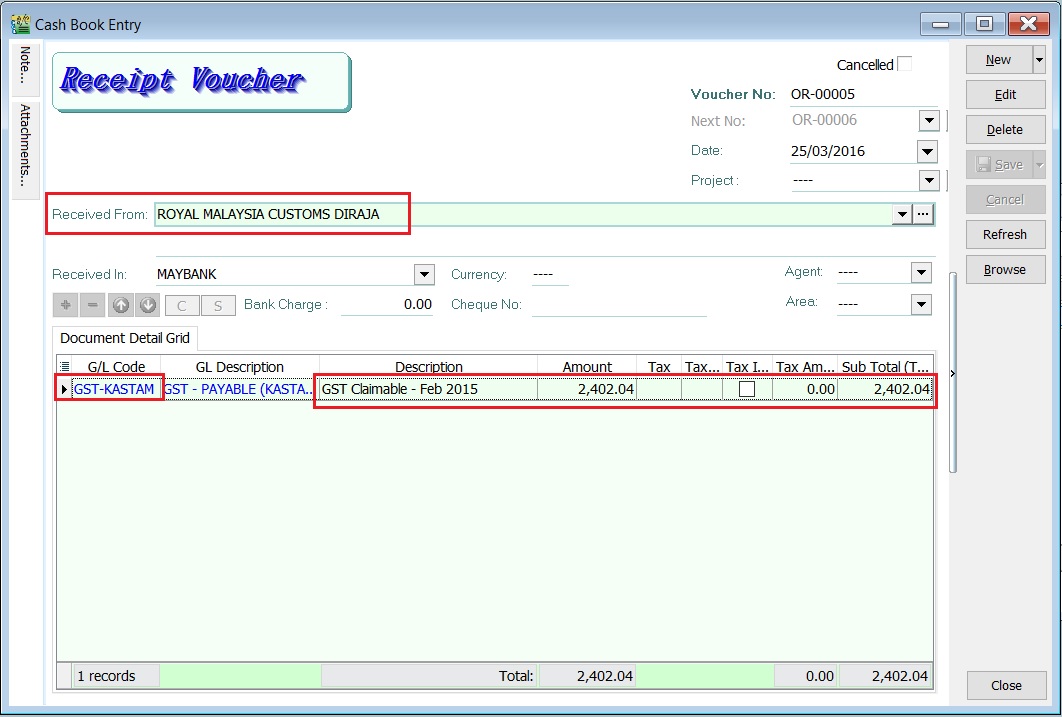 Cash Book Entry
Note...
Attachments...
Receipt Voucher
Cancelled
Voucher No: OR-00005
Next No: OR-00006
Date: 25/03/2016
Project : ----
Received From: ROYAL MALAYSIA CUSTOMS DIRAJA
Received In: MAYBANK
Currency: ----
Agent: ----
C S Bank Charge : 0.00 Cheque No:
Area: ----
Document Detail Grid
G/L Code GL Description Description Amount Tax Tax... Tax I... Tax Am... Sub Total (T...
GST-KASTAM GST - PAYABLE (KASTA... GST Claimable - Feb 2015 2,402.04 0.00 2,402.04
1 records Total: 2,402.04 0.00 2,402.04
New
Edit
Delete
Save
Cancel
Refresh
Browse
Close